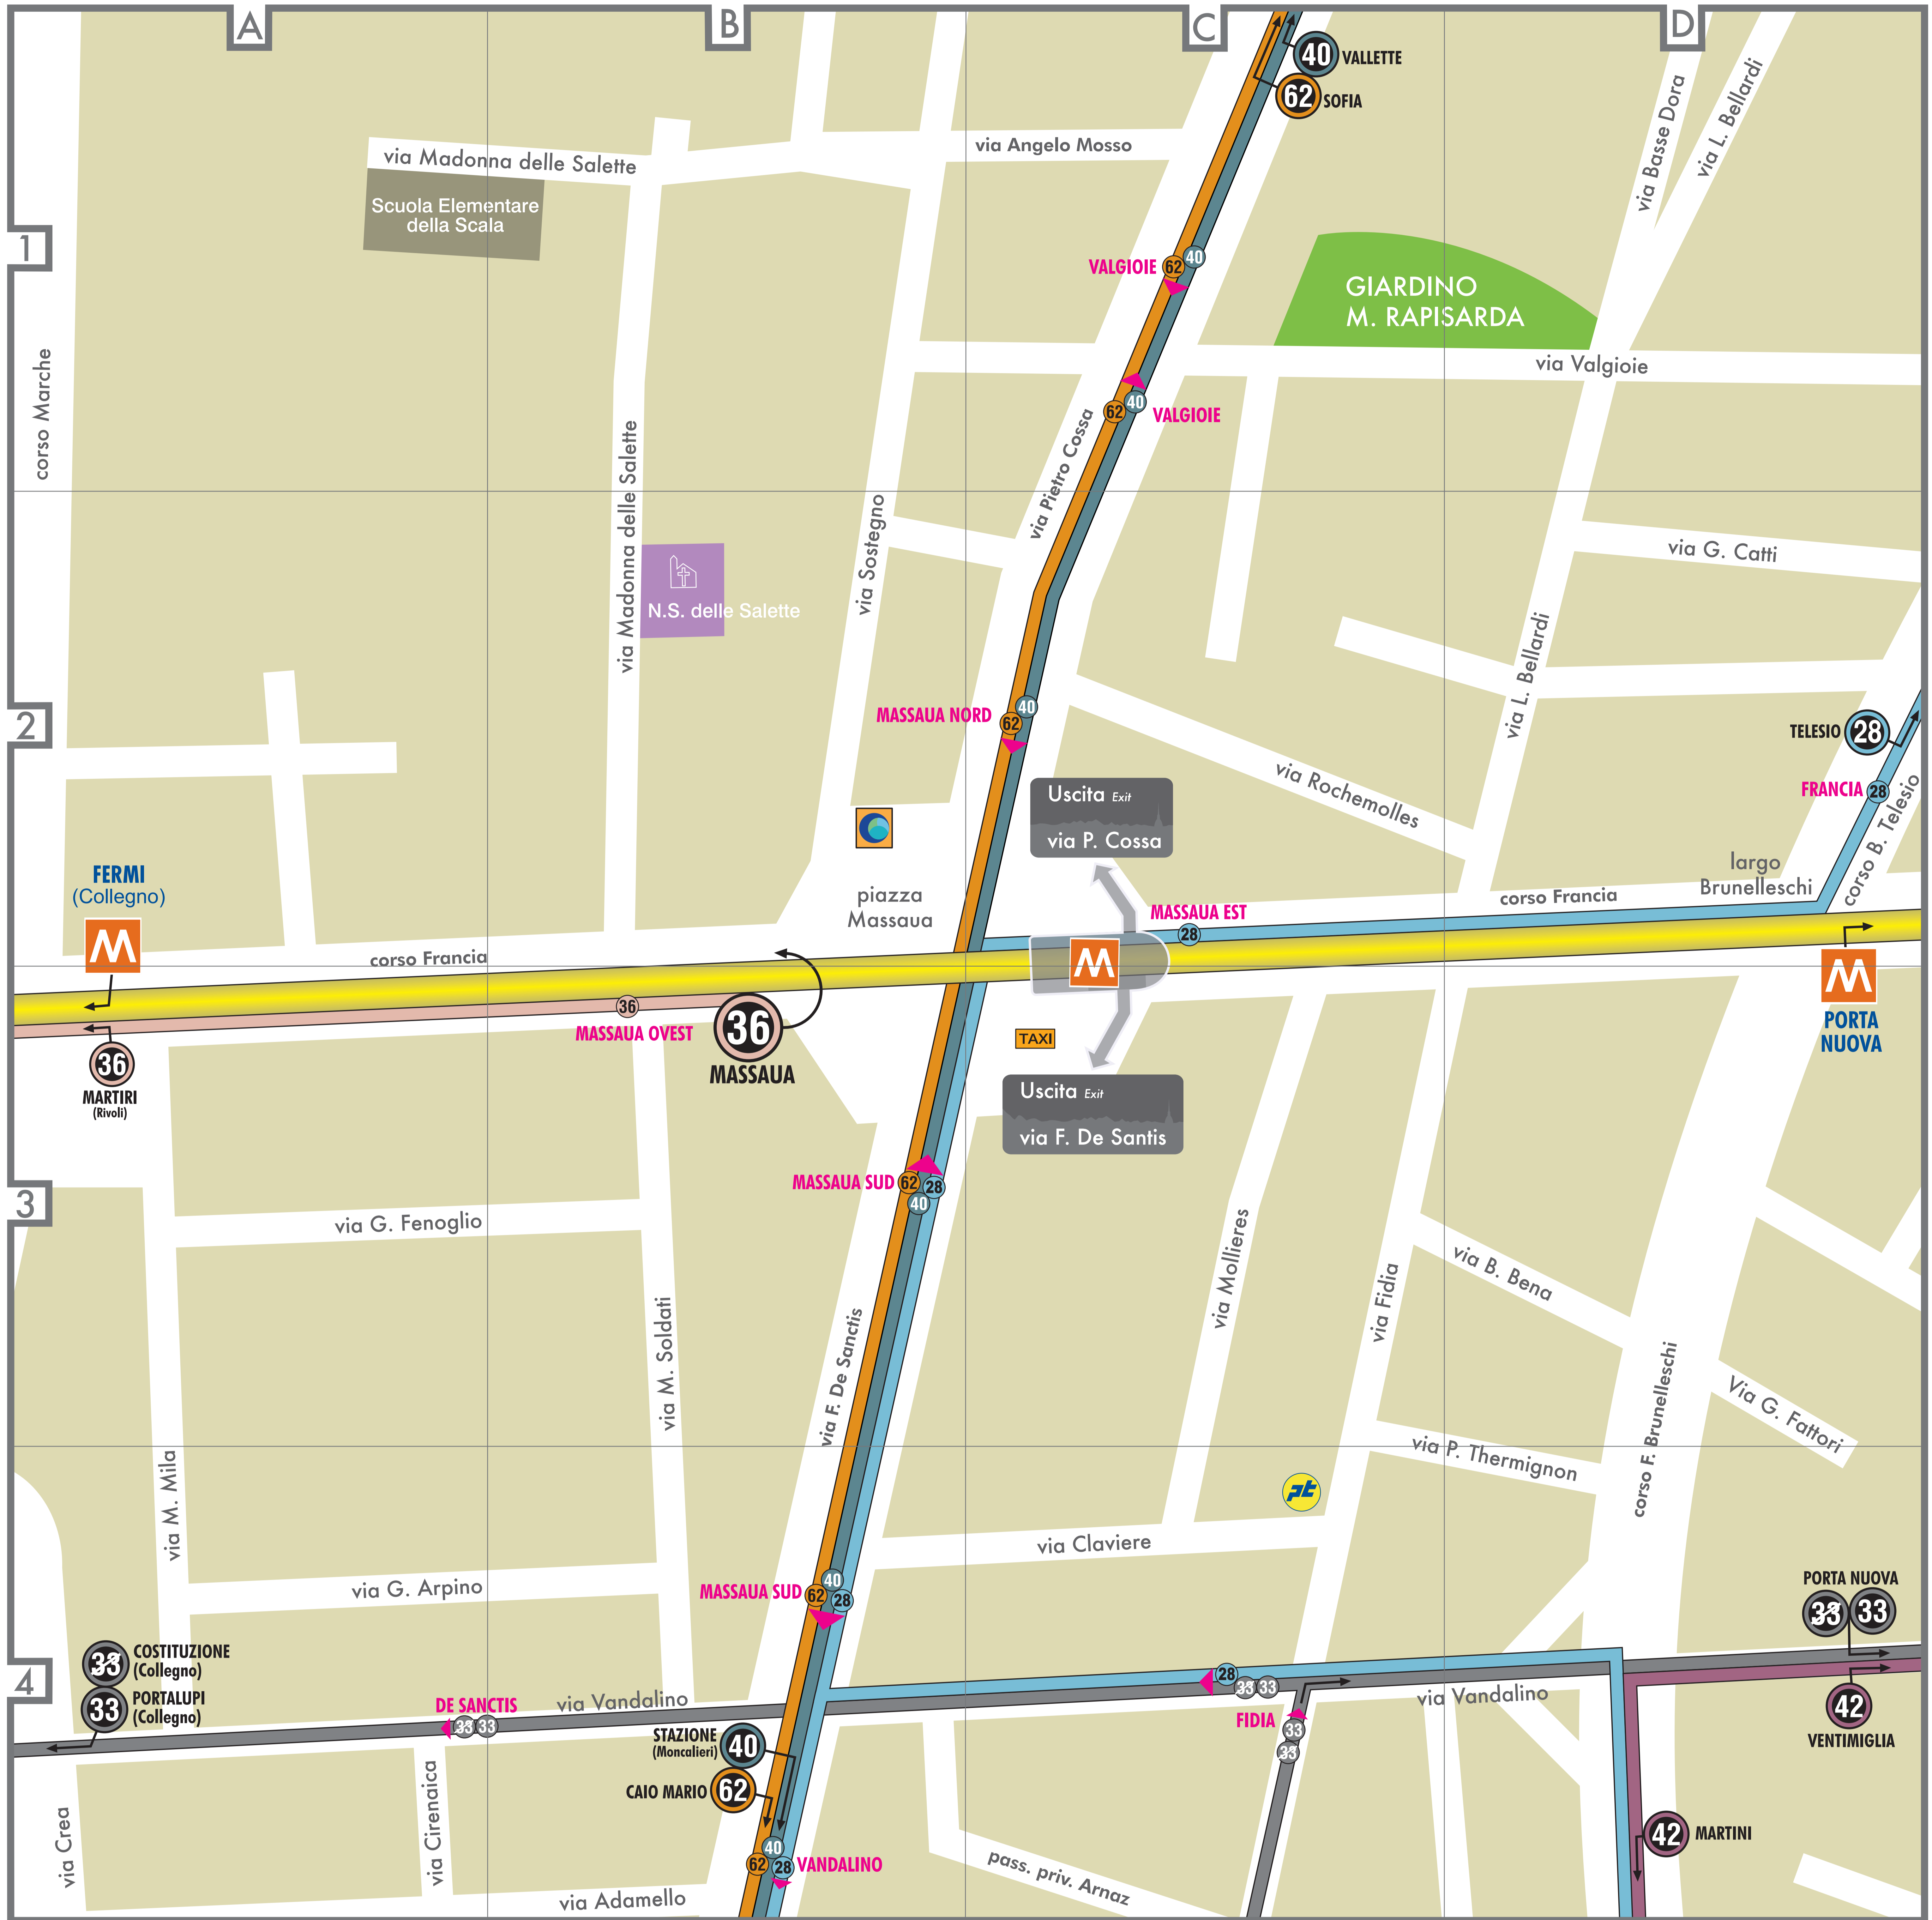 A
B
C
D
40 VALLETTE
62 SOFIA
via Madonna delle Salette
Scuola Elementare
della Scala
via Angelo Mosso
via Basse Dora
via L. Bellardi
1
VALGIOIE 62 40
GIARDINO
M. RAPISARDA
via Valgioie
corso Marche
62 40 VALGIOIE
via Pietro Cossa
via Madonna delle Salette
via Sostegno
via G. Catti
N.S. delle Salette
via L. Bellardi
2
MASSAUA NORD 62 40
TELESIO 28
FRANCIA 28
corso B. Telesio
via Rochemolles
Uscita Exit
via P. Cossa
FERMI
(Collegno)
M
piazza
Massaua
largo
Brunelleschi
corso Francia
MASSAUA EST
28
corso Francia
M
M
PORTA
NUOVA
36
MASSAUA OVEST
36
MASSAUA
36
MARTIRI
(Rivoli)
TAXI
Uscita Exit
via F. De Santis
3
MASSAUA SUD 62 28
40
via G. Fenoglio
via Mollieres
via Fidia
via B. Bena
via M. Soldati
via F. De Sanctis
corso F. Brunelleschi
Via G. Fattori
via M. Mila
via P. Thermignon
pt
via Claviere
via G. Arpino
MASSAUA SUD 62 40 28
PORTA NUOVA
33 33
4
33 COSTITUZIONE
(Collegno)
33 PORTALUPI
(Collegno)
DE SANCTIS
33 33
via Vandalino
28
33 33
via Vandalino
FIDIA
33
33
42
VENTIMIGLIA
STAZIONE
(Moncalieri)
40
CAIO MARIO 62
via Crea
via Cirenaica
42 MARTINI
62 40 28 VANDALINO
pass. priv. Arnaz
via Adamello